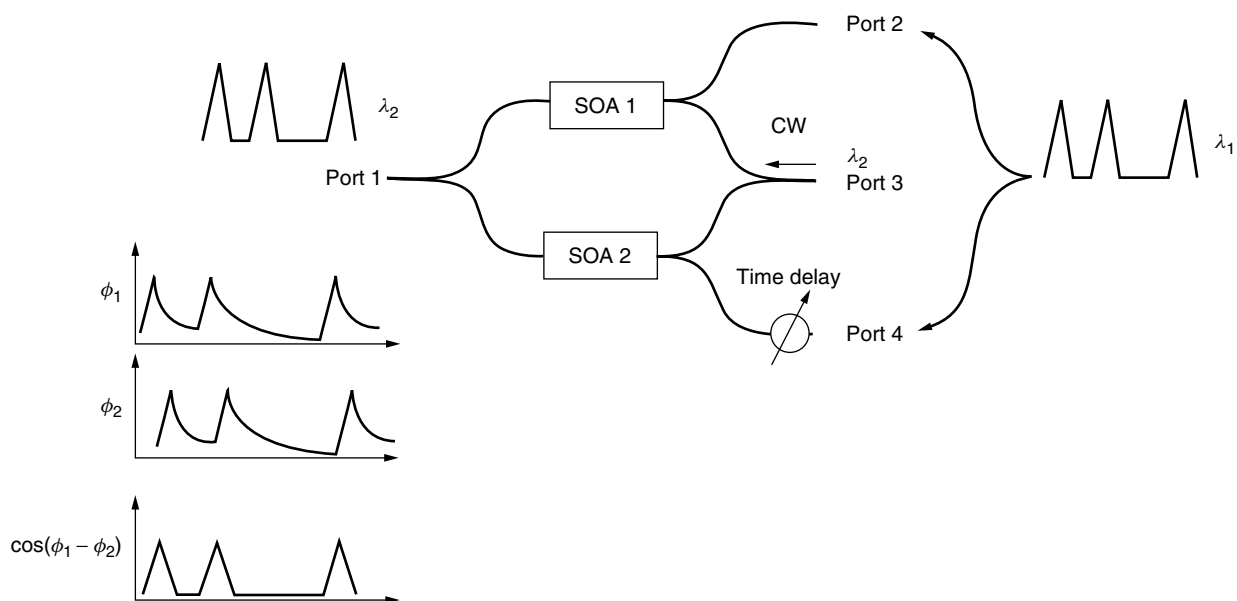 Port 2
λ2
SOA 1
CW
λ1
λ2
Port 1
Port 3
SOA 2
Time delay
ϕ1
Port 4
ϕ2
cos(ϕ1 – ϕ2)